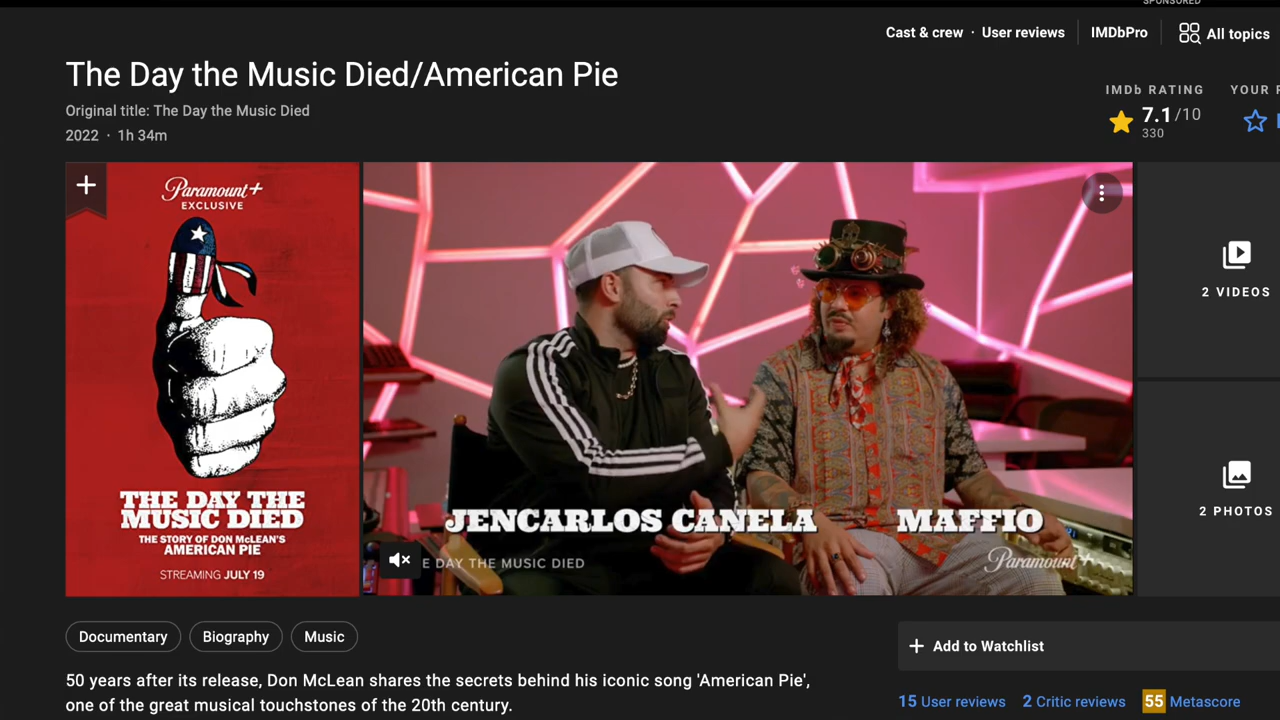 SPONSORED
Cast & crew · User reviews
IMDbPro
All topics
The Day the Music Died/American Pie
Original title: The Day the Music Died
2022 · 1h 34m
IMDb RATING
7.1/10
330
YOUR
Paramount+
EXCLUSIVE
THE DAY THE
MUSIC DIED
THE STORY OF DON McLEAN'S
AMERICAN PIE
STREAMING JULY 19
JENCARLOS CANELA
MAFFIO
E DAY THE MUSIC DIED
Paramount+
2 VIDEOS
2 PHOTOS
Documentary
Biography
Music
50 years after its release, Don McLean shares the secrets behind his iconic song 'American Pie',
one of the great musical touchstones of the 20th century.
+ Add to Watchlist
15 User reviews
2 Critic reviews
55 Metascore